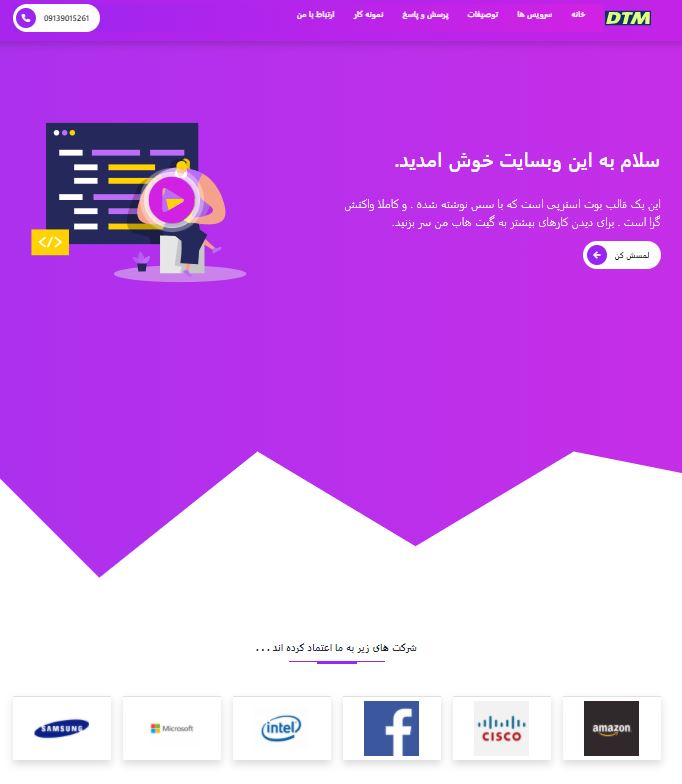 DTM
خانه
سرویس ها
توصیفات
پرسش و پاسخ
نمونه کار
ارتباط با من
09139015261
سلام به این وبسایت خوش امدید.
این یک قالب بوت استرپی است که با سس نوشته شده . و کاملا واکنش
گرا است . برای دیدن کارهای بیشتر به گیت هاب من سر بزنید.
لمسش کن
</>
شرکت های زیر به ما اعتماد کرده اند . . .
amazon
CISCO
f
intel
Microsoft
SAMSUNG